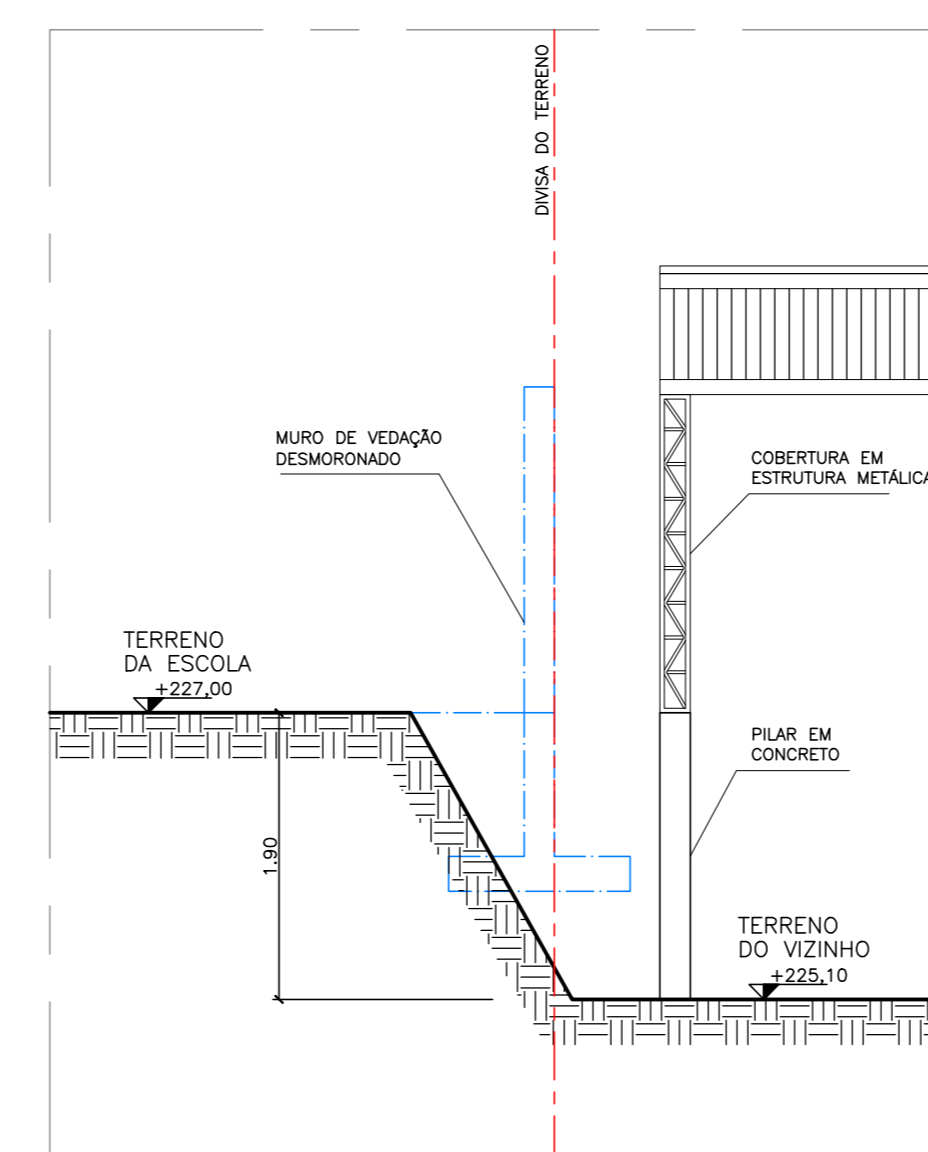 DIVISA DO TERRENO
MURO DE VEDAÇÃO
DESMORONADO
COBERTURA EM
ESTRUTURA METÁLICA
TERRENO
DA ESCOLA
+227,00
PILAR EM
CONCRETO
1.90
TERRENO
DO VIZINHO
+225,10